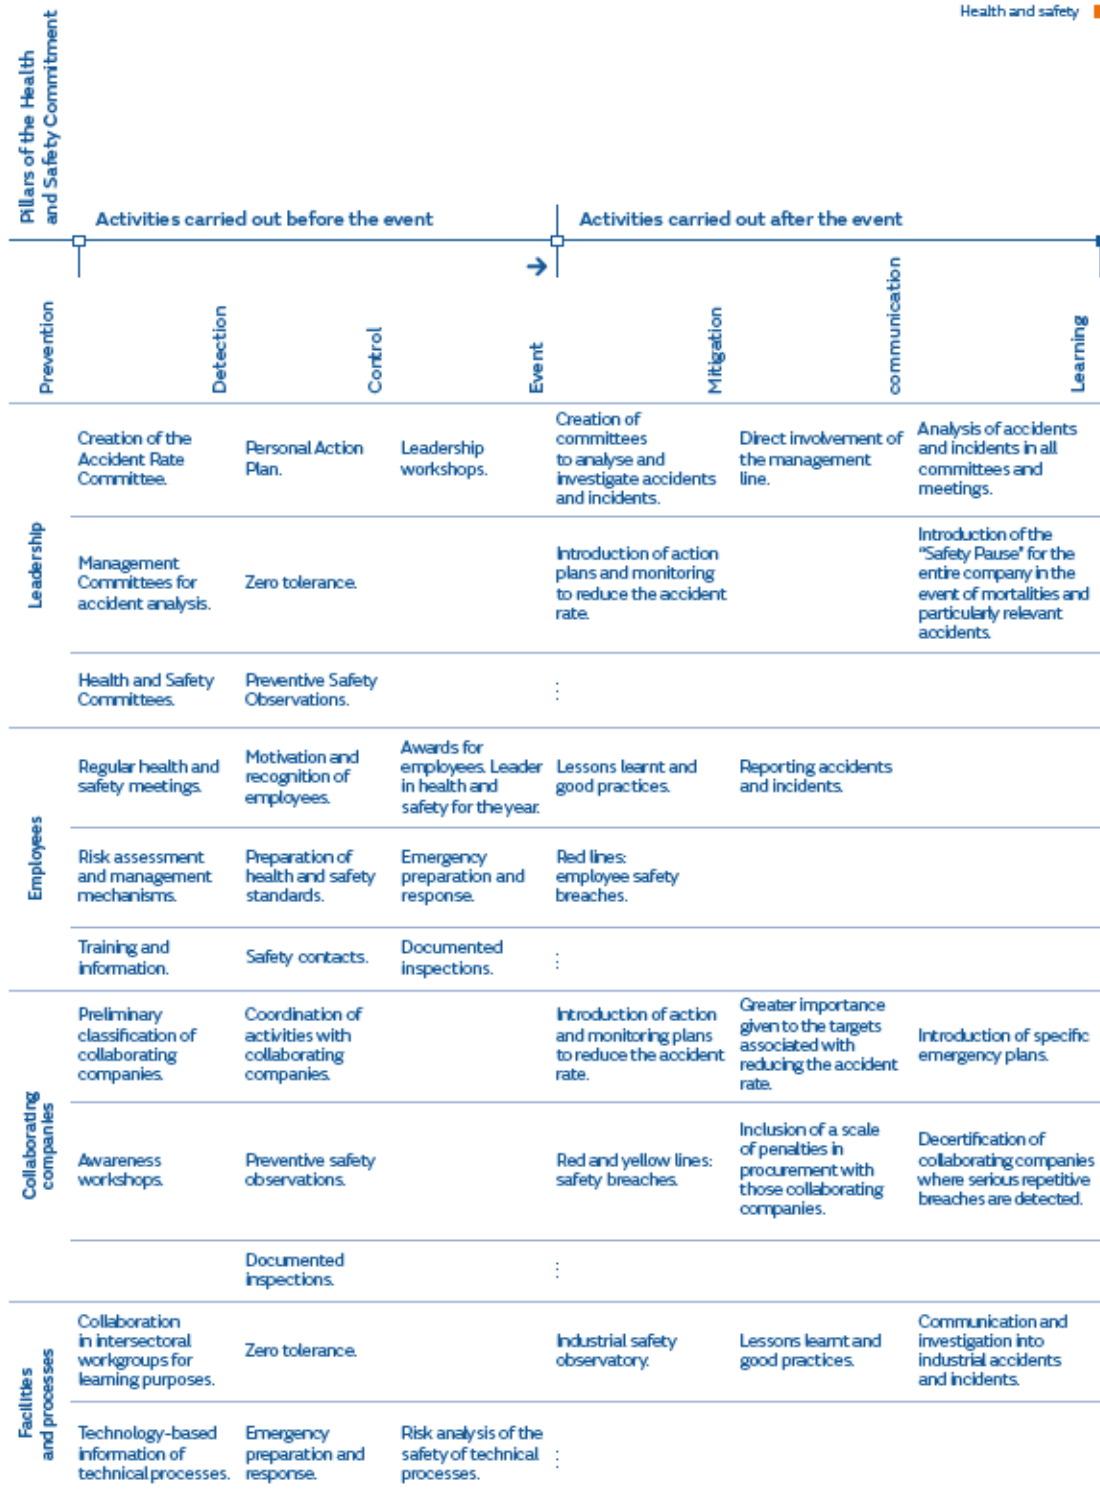 Health and safety
Pillars of the Health
and Safety Commitment
Activities carried out before the event
Activities carried out after the event
Prevention
Detection
Control
Event
Mitigation
communication
Learning
Leadership
Creation of the
Accident Rate
Committee.
Personal Action
Plan.
Leadership
workshops.
Creation of
committees
to analyse and
investigate accidents
and incidents.
Direct involvement of
the management
line.
Analysis of accidents
and incidents in all
committees and
meetings.
Management
Committees for
accident analysis.
Zero tolerance.
Introduction of action
plans and monitoring
to reduce the accident
rate.
Introduction of the
"Safety Pause" for the
entire company in the
event of mortalities and
particularly relevant
accidents.
Health and Safety
Committees.
Preventive Safety
Observations.
Employees
Regular health and
safety meetings.
Motivation and
recognition of
employees.
Awards for
employees. Leader
in health and
safety for the year.
Lessons learnt and
good practices.
Reporting accidents
and incidents.
Risk assessment
and management
mechanisms.
Preparation of
health and safety
standards.
Emergency
preparation and
response.
Red lines:
employee safety
breaches.
Training and
information.
Safety contacts.
Documented
inspections.
Collaborating
companies
Preliminary
classification of
collaborating
companies.
Coordination of
activities with
collaborating
companies.
Introduction of action
and monitoring plans
to reduce the accident
rate.
Greater importance
given to the targets
associated with
reducing the accident
rate.
Introduction of specific
emergency plans.
Awareness
workshops.
Preventive safety
observations.
Red and yellow lines:
safety breaches.
Inclusion of a scale
of penalties in
procurement with
those collaborating
companies.
Decertification of
collaborating companies
where serious repetitive
breaches are detected.
Documented
inspections.
Facilities
and processes
Collaboration
in intersectoral
workgroups for
learning purposes.
Zero tolerance.
Industrial safety
observatory.
Lessons learnt and
good practices.
Communication and
investigation into
industrial accidents
and incidents.
Technology-based
information of
technical processes.
Emergency
preparation and
response.
Risk analysis of the
safety of technical
processes.